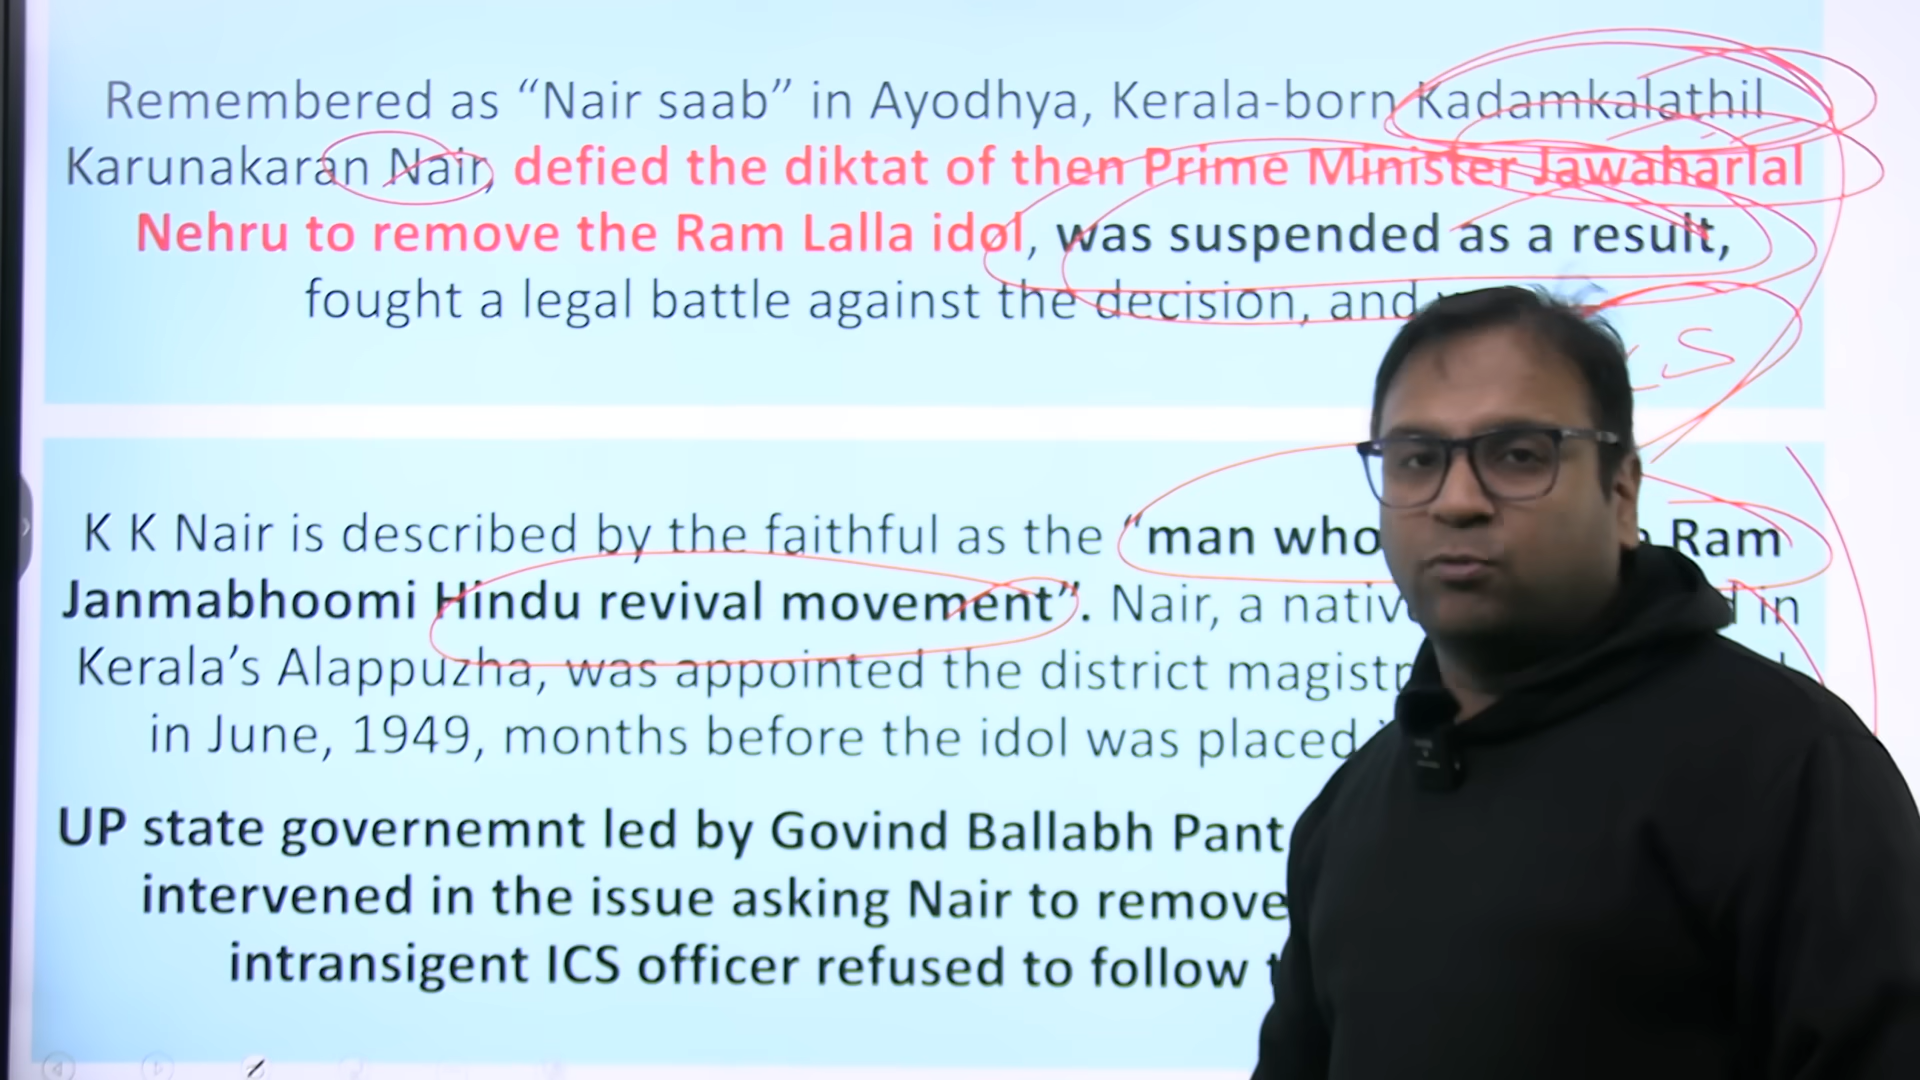 Remembered as “Nair saab” in Ayodhya, Kerala-born Kadamkalathil
Karunakaran Nair, defied the diktat of then Prime Minister Jawaharlal
Nehru to remove the Ram Lalla idol, was suspended as a result,
fought a legal battle against the decision, and
S
K K Nair is described by the faithful as the “man who Ram
Janmabhoomi Hindu revival movement”. Nair, a in
Kerala’s Alappuzha, was appointed the district
in June, 1949, months before the idol was placed
UP state governemnt led by Govind Ballabh Pant
intervened in the issue asking Nair to remove
intransigent ICS officer refused to follow